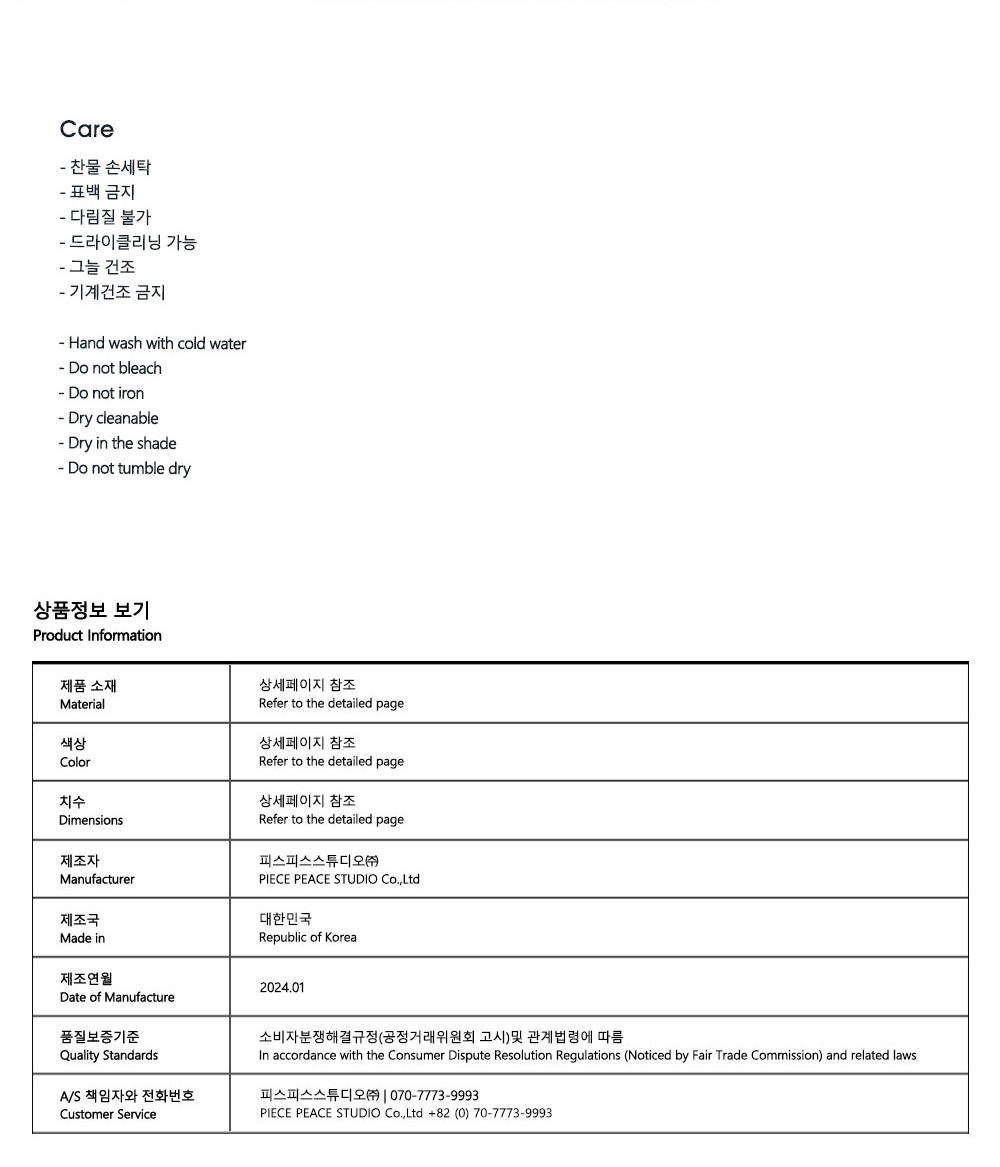 Care
- 찬물 손세탁
- 표백 금지
- 다림질 불가
- 드라이클리닝 가능
- 그늘 건조
- 기계건조 금지
- Hand wash with cold water
- Do not bleach
- Do not iron
- Dry cleanable
- Dry in the shade
- Do not tumble dry
상품정보 보기
Product Information
제품 소재
Material
상세페이지 참조
Refer to the detailed page
색상
Color
상세페이지 참조
Refer to the detailed page
치수
Dimensions
상세페이지 참조
Refer to the detailed page
제조자
Manufacturer
피스피스스튜디오㈜
PIECE PEACE STUDIO Co.,Ltd
제조국
Made in
대한민국
Republic of Korea
제조연월
Date of Manufacture
2024.01
품질보증기준
Quality Standards
소비자분쟁해결규정(공정거래위원회 고시)및 관계법령에 따름
In accordance with the Consumer Dispute Resolution Regulations (Noticed by Fair Trade Commission) and related laws
A/S 책임자와 전화번호
Customer Service
피스피스스튜디오㈜ | 070-7773-9993
PIECE PEACE STUDIO Co.,Ltd +82 (0) 70-7773-9993